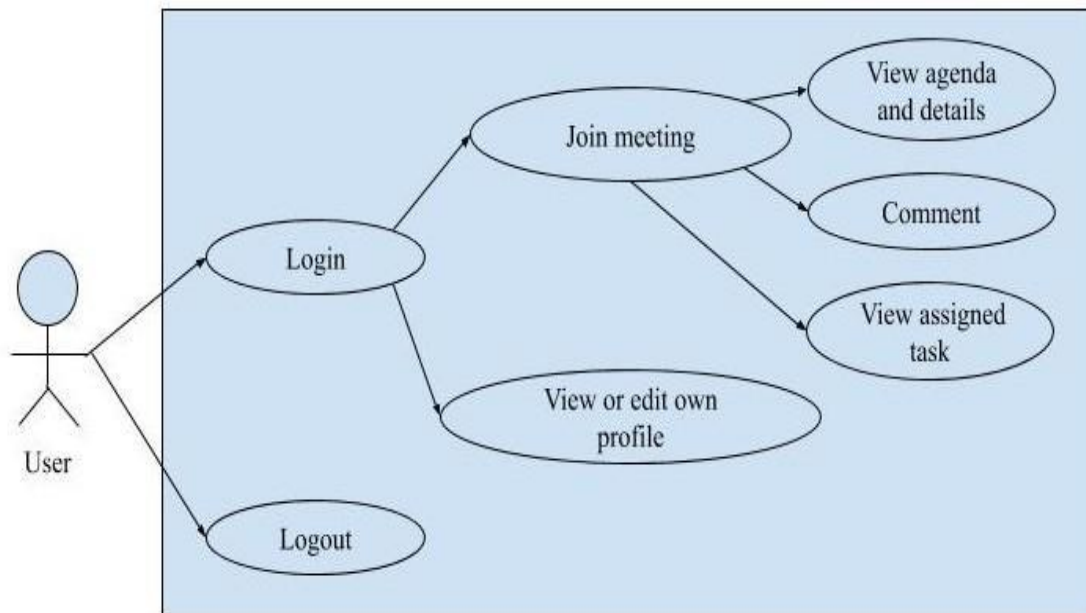 View agenda
and details
Join meeting
Comment
Login
View assigned
task
View or edit own
profile
User
Logout